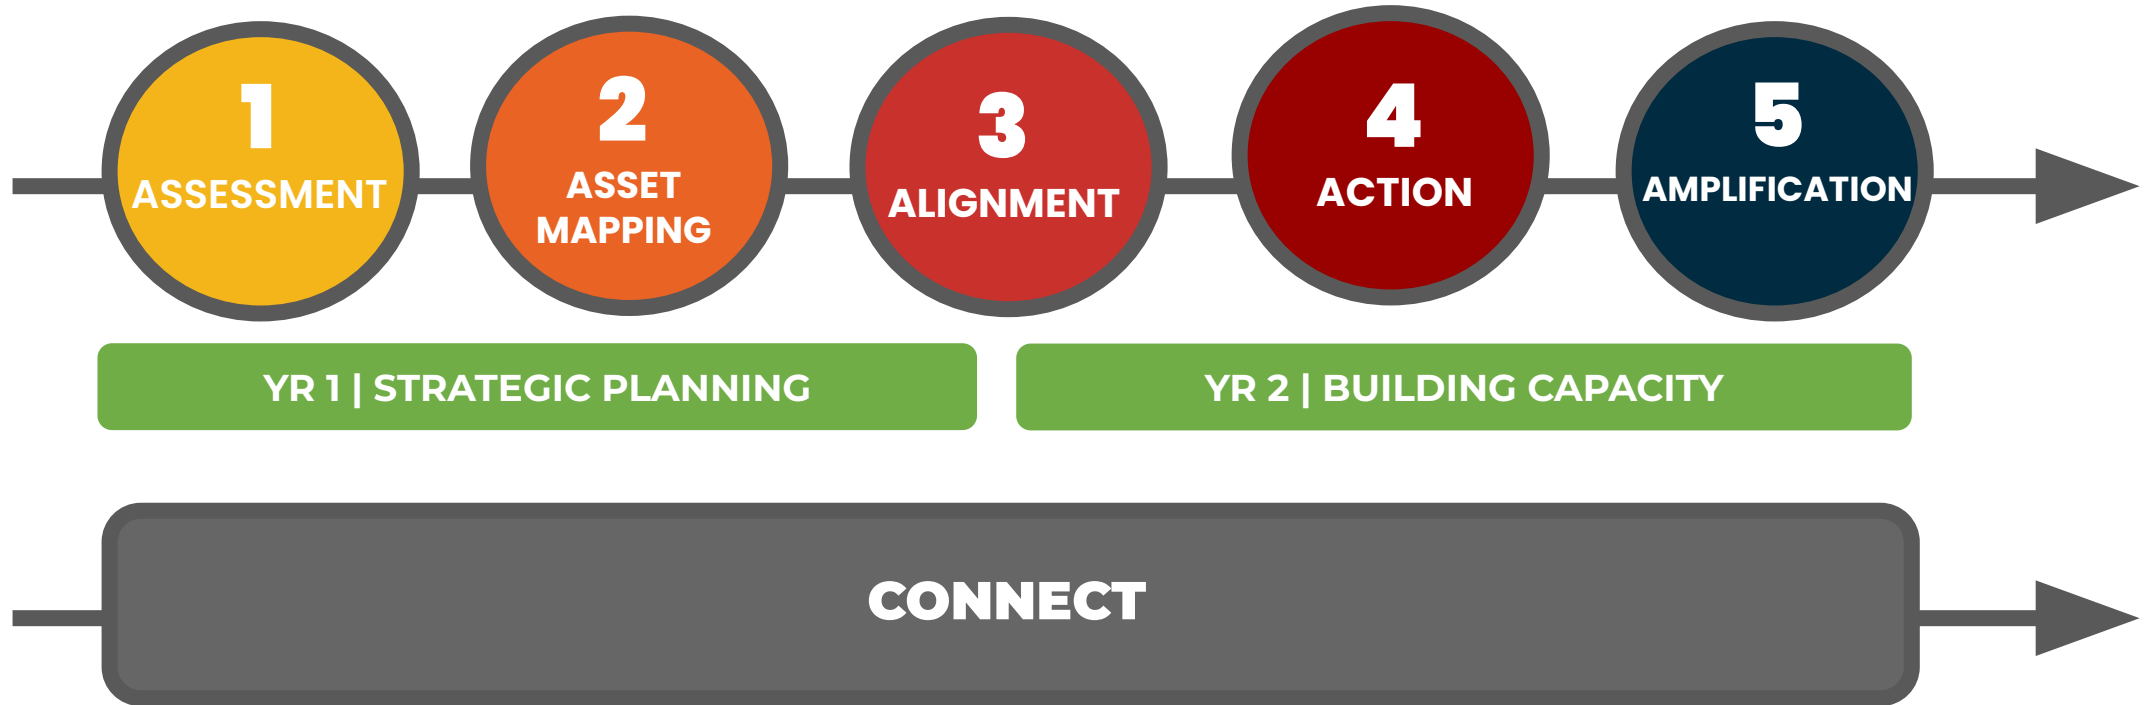 1
ASSESSMENT
2
ASSET
MAPPING
3
ALIGNMENT
4
ACTION
5
AMPLIFICATION
YR 1 | STRATEGIC PLANNING
YR 2 | BUILDING CAPACITY
CONNECT